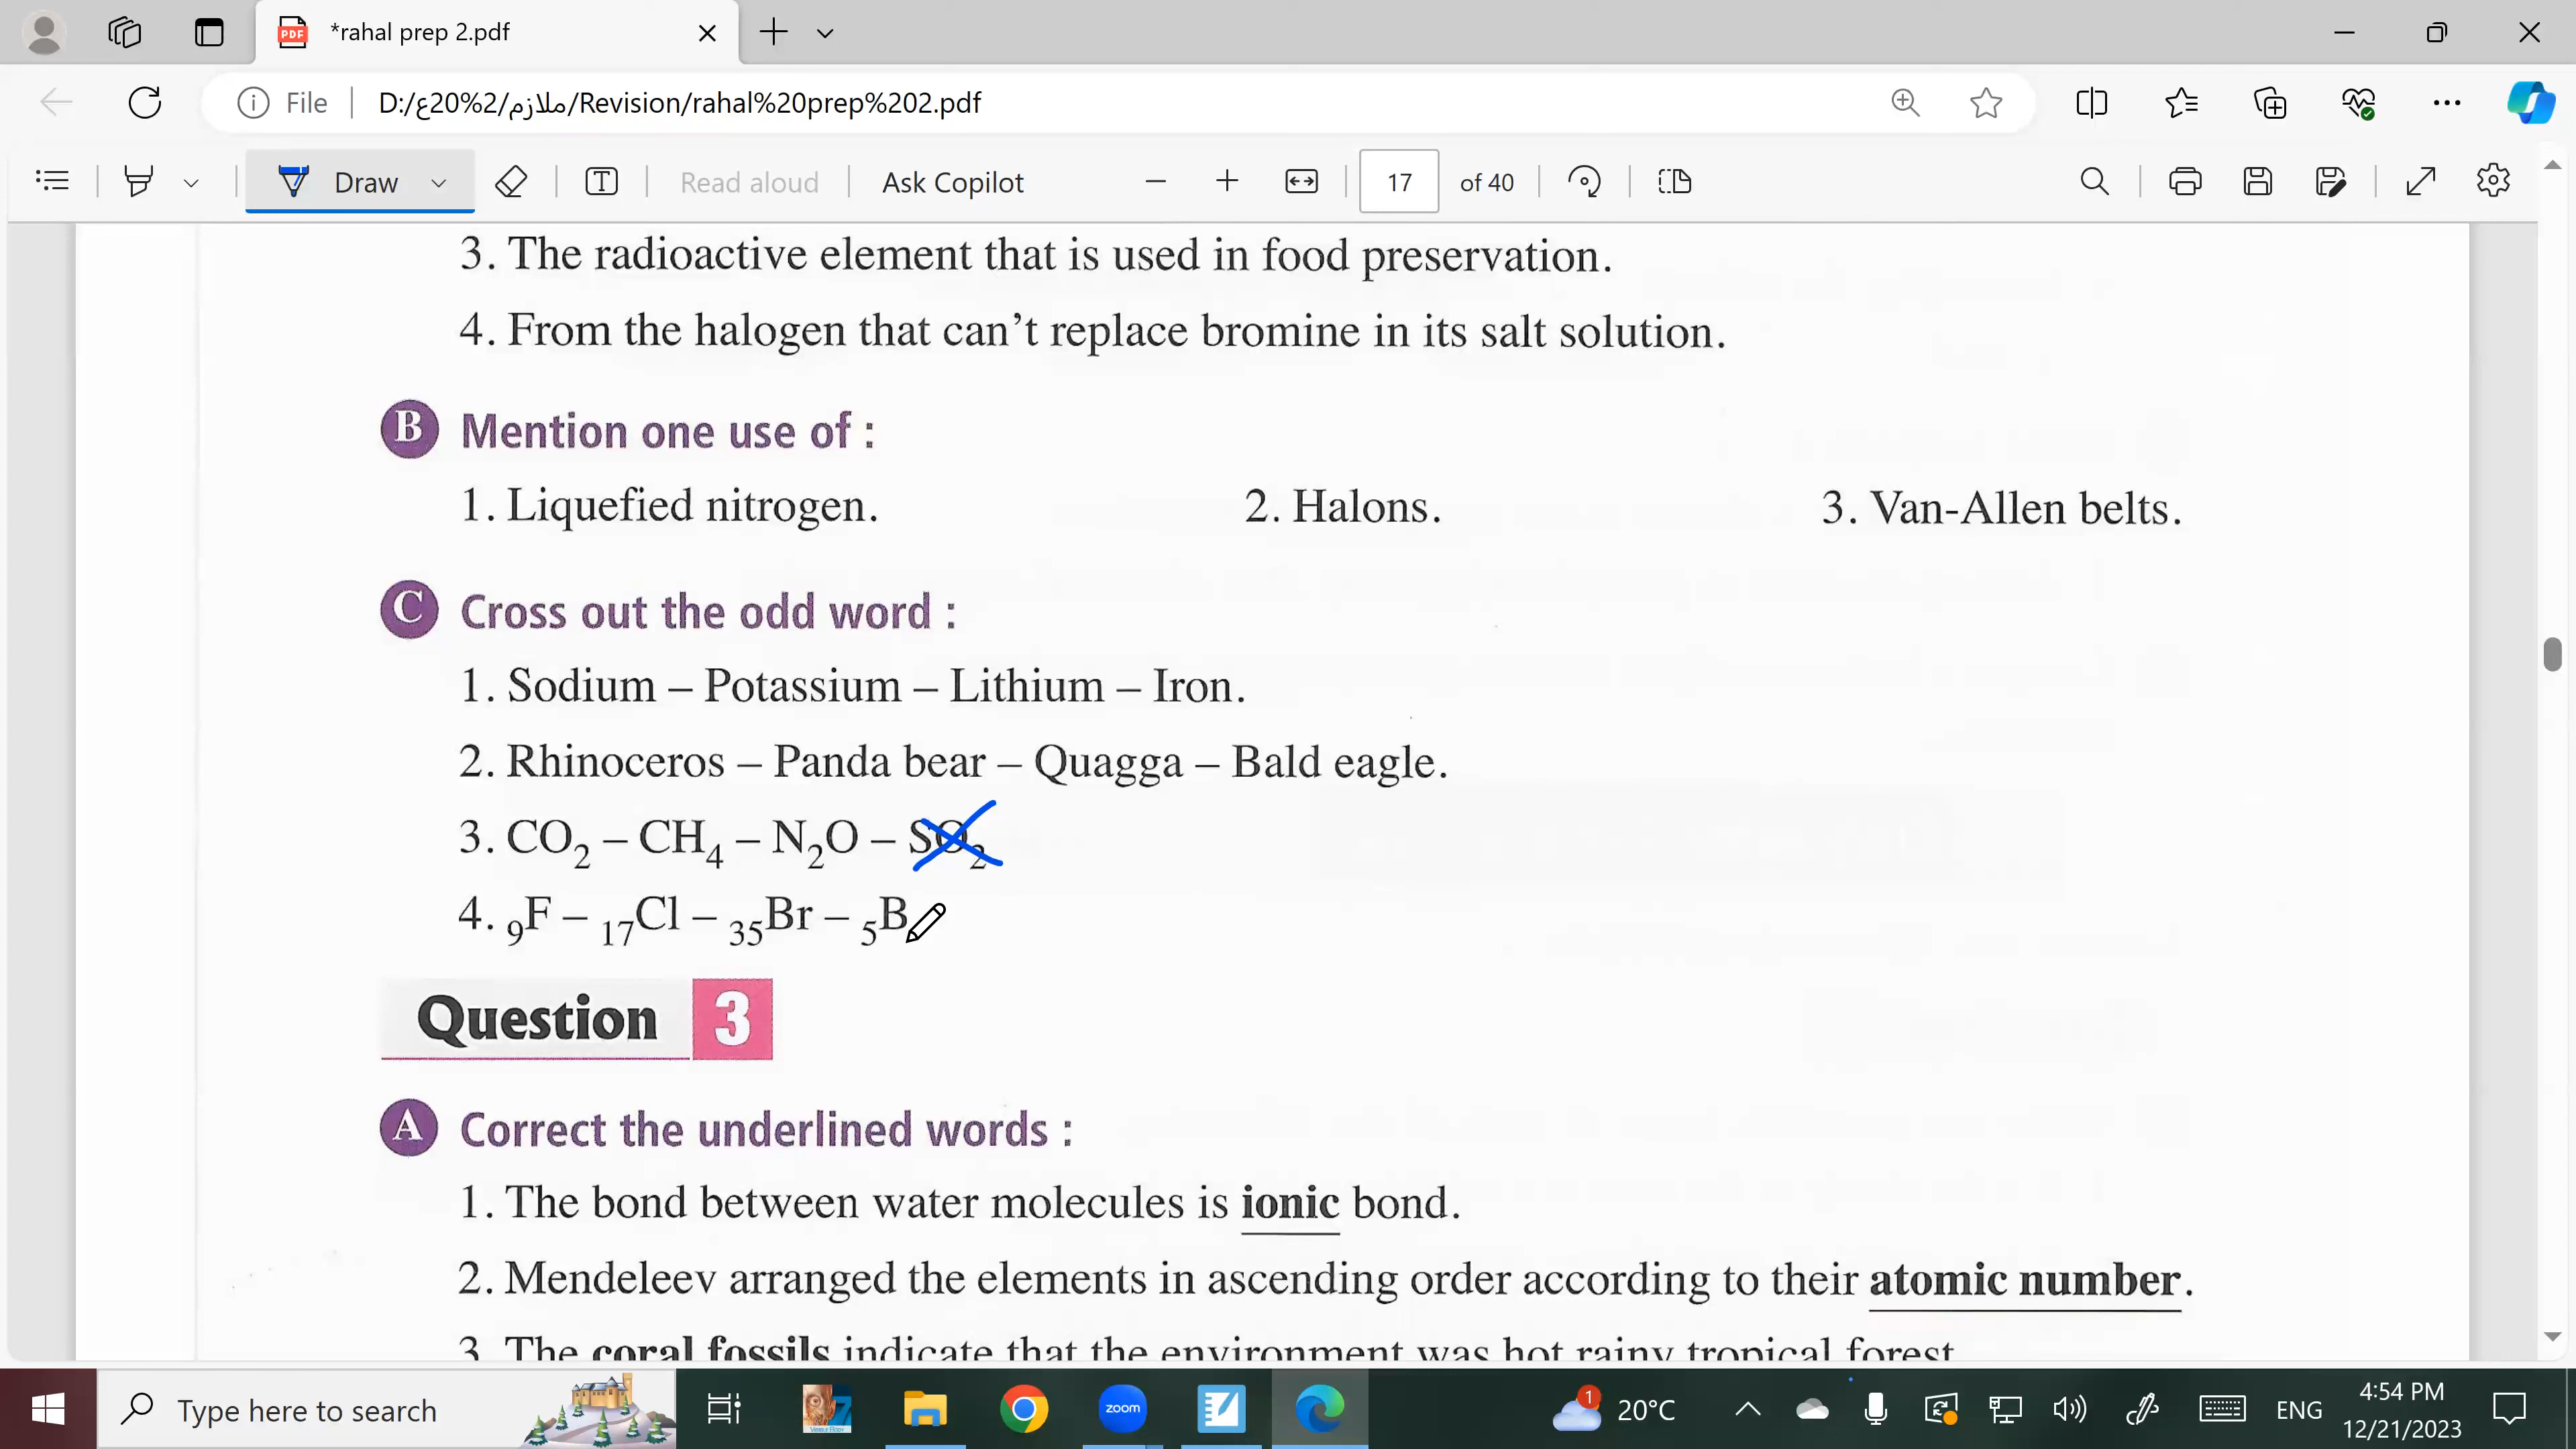 *rahal prep 2.pdf
File D:/ع20%2/ملازم/Revision/rahal%20prep%202.pdf
Draw Read aloud Ask Copilot 17 of 40
3. The radioactive element that is used in food preservation.
4. From the halogen that can't replace bromine in its salt solution.
B Mention one use of :
1. Liquefied nitrogen. 2. Halons. 3. Van-Allen belts.
C Cross out the odd word :
1. Sodium – Potassium – Lithium – Iron.
2. Rhinoceros – Panda bear – Quagga – Bald eagle.
3. CO₂ – CH₄ – N₂O – SO₂
4. ₉F – ₁₇Cl – ₃₅Br – ₅B
Question 3
A Correct the underlined words :
1. The bond between water molecules is ionic bond.
2. Mendeleev arranged the elements in ascending order according to their atomic number.
3. The coral fossils indicate that the environment was hot rainy tropical forest
Type here to search zoom 1 20°C ENG 4:54 PM
12/21/2023